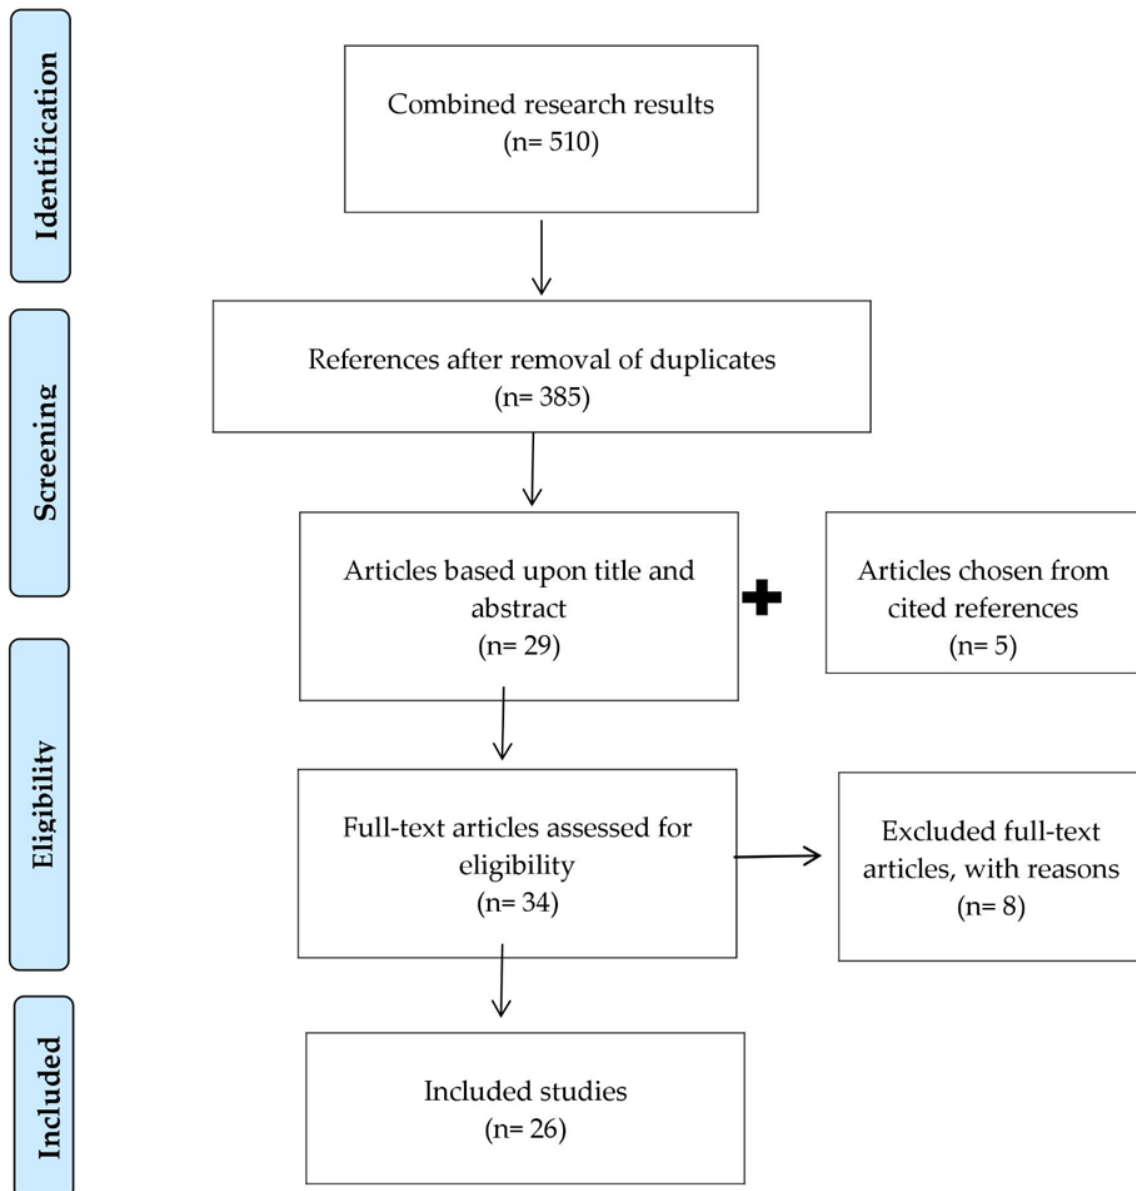 Identification
Combined research results
(n= 510)
Screening
References after removal of duplicates
(n= 385)
Articles based upon title and
abstract
(n= 29)
Articles chosen from
cited references
(n= 5)
Eligibility
Full-text articles assessed for
eligibility
(n= 34)
Excluded full-text
articles, with reasons
(n= 8)
Included
Included studies
(n= 26)